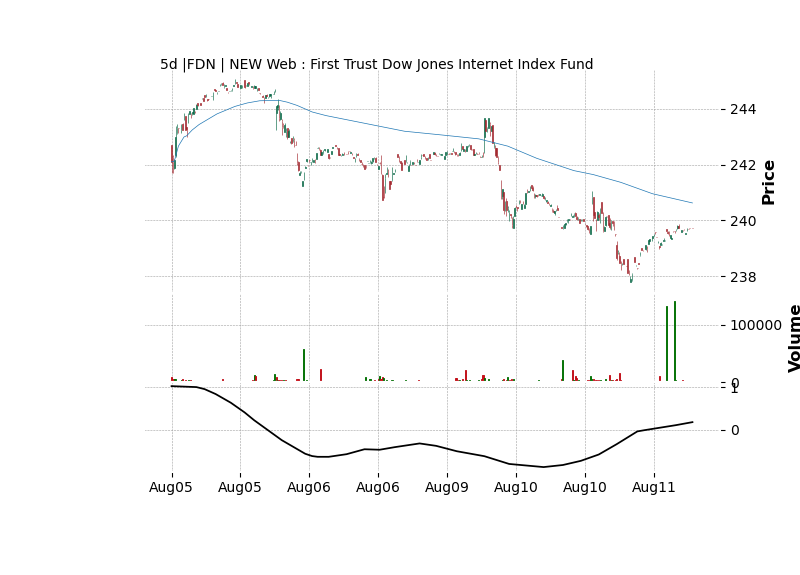 5d |FDN | NEW Web : First Trust Dow Jones Internet Index Fund
244
242
240
238
Price
100000
0
Volume
1
0
Aug05 Aug05 Aug06 Aug06 Aug09 Aug10 Aug10 Aug11